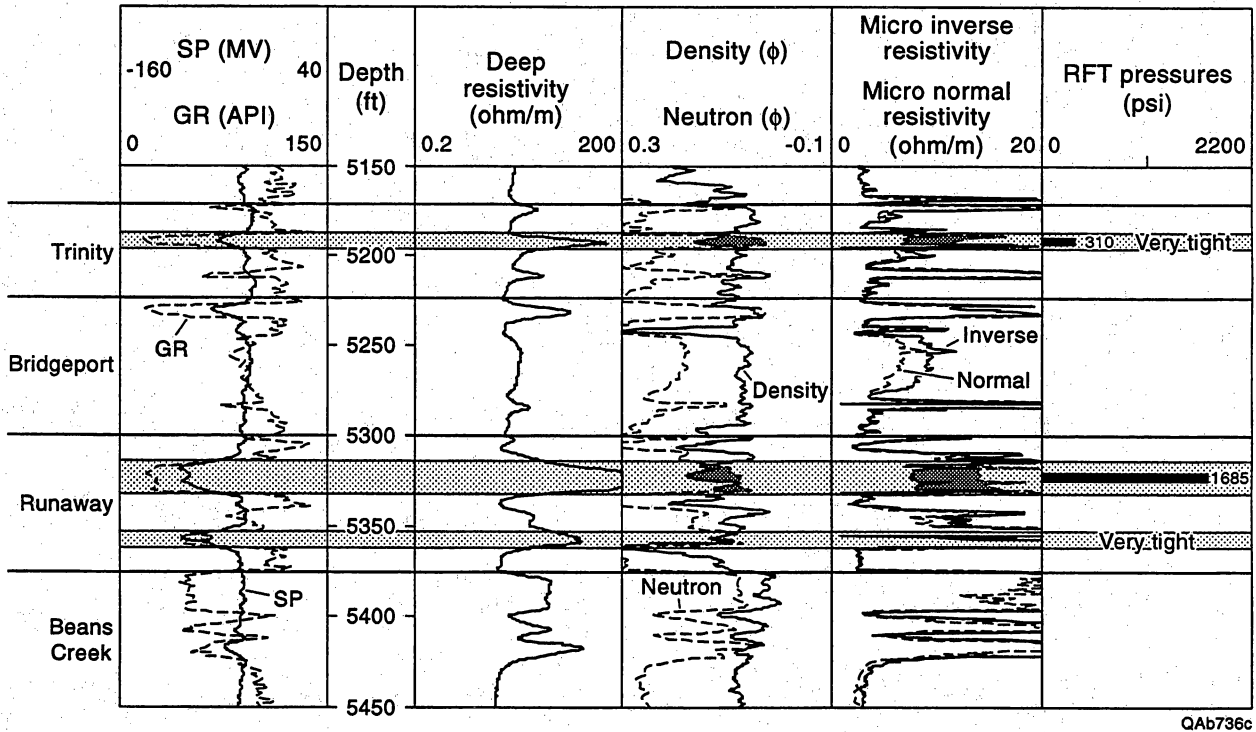 SP (MV)
-160 40
GR (API)
0 150
Depth
(ft)
Deep
resistivity
(ohm/m)
0.2 200
Density (ϕ)
Neutron (ϕ)
0.3 -0.1
Micro inverse
resistivity
Micro normal
resistivity
(ohm/m)
0 20
RFT pressures
(psi)
0 2200
5150
Trinity
5200
310 Very tight
Bridgeport
GR
5250
Density
Inverse
Normal
5300
Runaway
1685
5350
Very tight
Beans
Creek
SP
5400
Neutron
5450
QAb736c